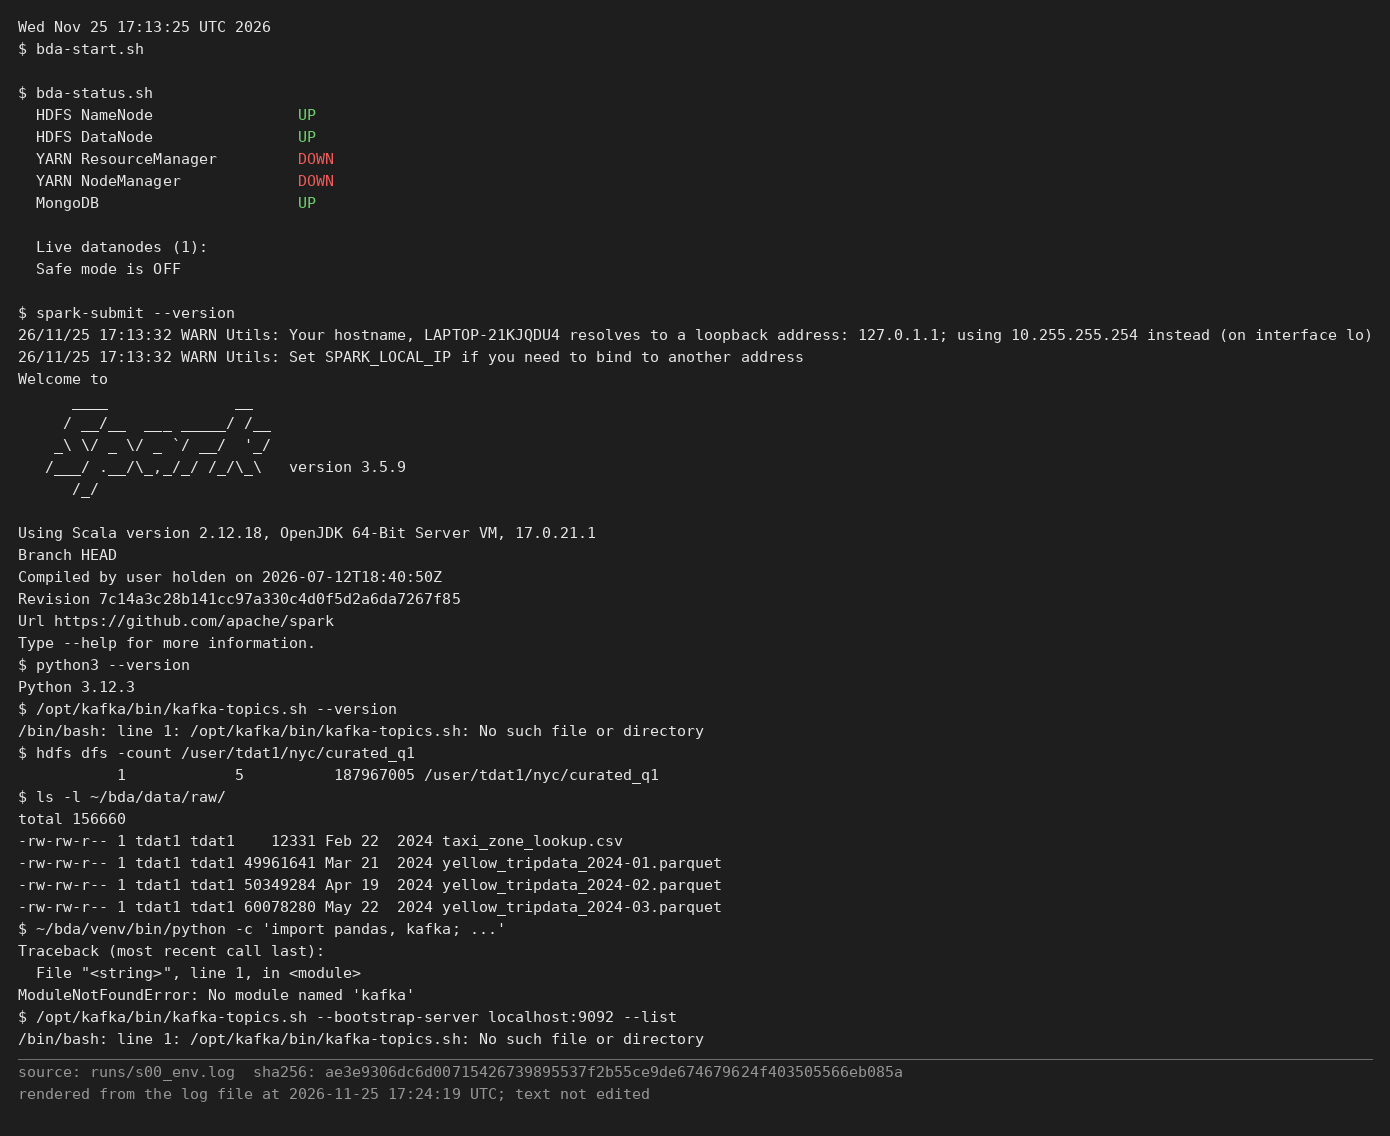 Wed Nov 25 17:13:25 UTC 2026
$ bda-start.sh

$ bda-status.sh
  HDFS NameNode                UP
  HDFS DataNode                UP
  YARN ResourceManager         DOWN
  YARN NodeManager             DOWN
  MongoDB                      UP

  Live datanodes (1):
  Safe mode is OFF

$ spark-submit --version
26/11/25 17:13:32 WARN Utils: Your hostname, LAPTOP-21KJQDU4 resolves to a loopback address: 127.0.1.1; using 10.255.255.254 instead (on interface lo)
26/11/25 17:13:32 WARN Utils: Set SPARK_LOCAL_IP if you need to bind to another address
Welcome to
      ____              __
     / __/__  ___ _____/ /__
    _\ \/ _ \/ _ `/ __/  '_/
   /___/ .__/\_,_/_/ /_/\_\   version 3.5.9
      /_/

Using Scala version 2.12.18, OpenJDK 64-Bit Server VM, 17.0.21.1
Branch HEAD
Compiled by user holden on 2026-07-12T18:40:50Z
Revision 7c14a3c28b141cc97a330c4d0f5d2a6da7267f85
Url https://github.com/apache/spark
Type --help for more information.
$ python3 --version
Python 3.12.3
$ /opt/kafka/bin/kafka-topics.sh --version
/bin/bash: line 1: /opt/kafka/bin/kafka-topics.sh: No such file or directory
$ hdfs dfs -count /user/tdat1/nyc/curated_q1
           1            5          187967005 /user/tdat1/nyc/curated_q1
$ ls -l ~/bda/data/raw/
total 156660
-rw-rw-r-- 1 tdat1 tdat1    12331 Feb 22  2024 taxi_zone_lookup.csv
-rw-rw-r-- 1 tdat1 tdat1 49961641 Mar 21  2024 yellow_tripdata_2024-01.parquet
-rw-rw-r-- 1 tdat1 tdat1 50349284 Apr 19  2024 yellow_tripdata_2024-02.parquet
-rw-rw-r-- 1 tdat1 tdat1 60078280 May 22  2024 yellow_tripdata_2024-03.parquet
$ ~/bda/venv/bin/python -c 'import pandas, kafka; ...'
Traceback (most recent call last):
  File "<string>", line 1, in <module>
ModuleNotFoundError: No module named 'kafka'
$ /opt/kafka/bin/kafka-topics.sh --bootstrap-server localhost:9092 --list
/bin/bash: line 1: /opt/kafka/bin/kafka-topics.sh: No such file or directory
source: runs/s00_env.log  sha256: ae3e9306dc6d00715426739895537f2b55ce9de674679624f403505566eb085a
rendered from the log file at 2026-11-25 17:24:19 UTC; text not edited